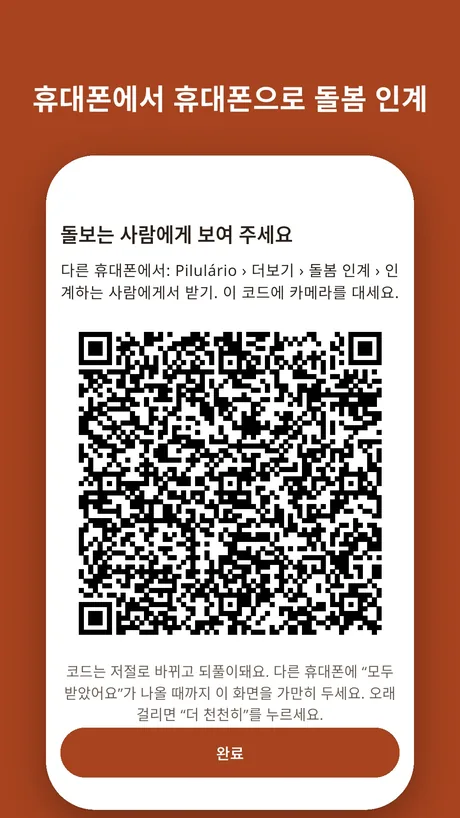 휴대폰에서 휴대폰으로 돌봄 인계
돌보는 사람에게 보여 주세요
다른 휴대폰에서: Pilulário › 더보기 › 돌봄 인계 › 인
계하는 사람에게서 받기. 이 코드에 카메라를 대세요.
코드는 저절로 바뀌고 되풀이돼요. 다른 휴대폰에 “모두
받았어요”가 나올 때까지 이 화면을 가만히 두세요. 오래
걸리면 “더 천천히”를 누르세요.
완료